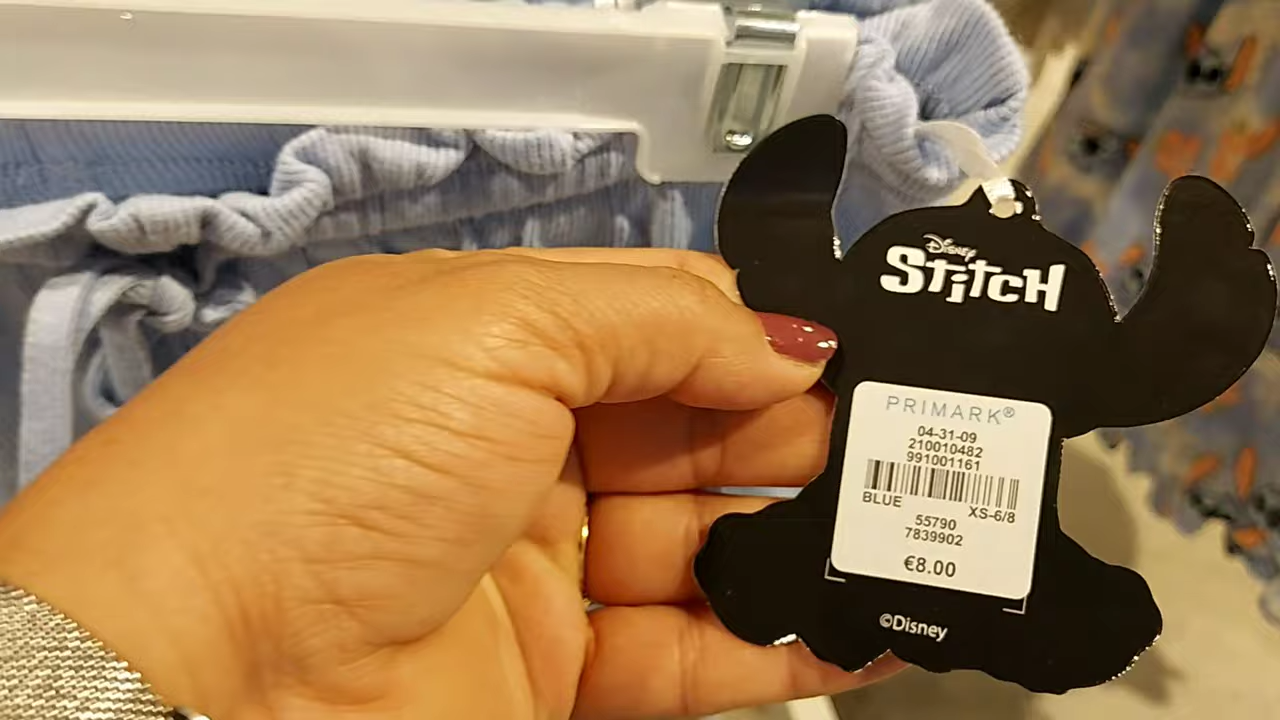 Disney
Stitch
PRIMARK®
04-31-09
210010482
991001161
BLUE XS-6/8
55790
7839902
€8.00
©Disney